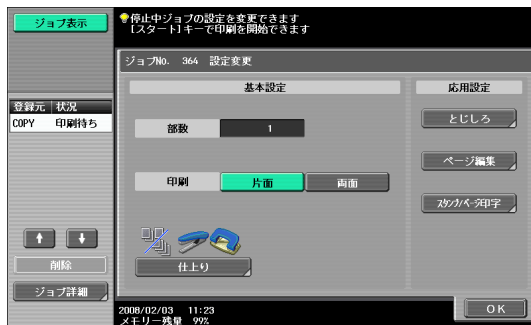 ジョブ表示
停止中ジョブの設定を変更できます
[スタート]キーで印刷を開始できます
ジョブNo. 364 設定変更
基本設定
応用設定
登録元 状況
COPY 印刷待ち
部数 1
とじしろ
ページ編集
印刷 片面 両面
スタンプ/ページ印字
仕上り
削除
ジョブ詳細
2008/02/03 11:23
メモリー残量 99%
OK